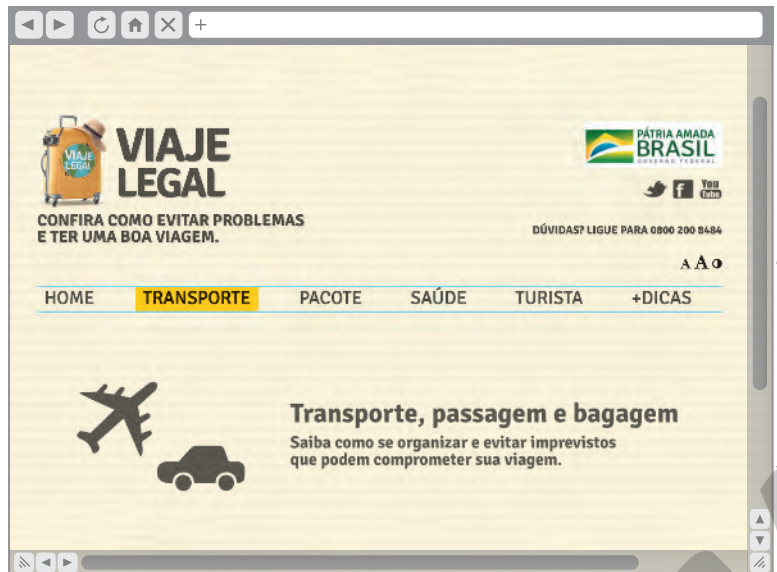 VIAJE
LEGAL
VIAJE
LEGAL
CONFIRA COMO EVITAR PROBLEMAS
E TER UMA BOA VIAGEM.
PÁTRIA AMADA
BRASIL
GOVERNO FEDERAL
You
Tube
DÚVIDAS? LIGUE PARA 0800 200 8484
A A
HOME TRANSPORTE PACOTE SAÚDE TURISTA +DICAS
Transporte, passagem e bagagem
Saiba como se organizar e evitar imprevistos
que podem comprometer sua viagem.